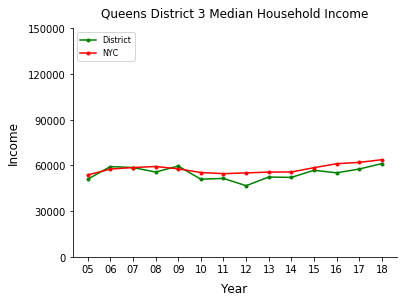 Queens District 3 Median Household Income
150000
District
NYC
120000
90000
Income
60000
30000
0
05 06 07 08 09 10 11 12 13 14 15 16 17 18
Year